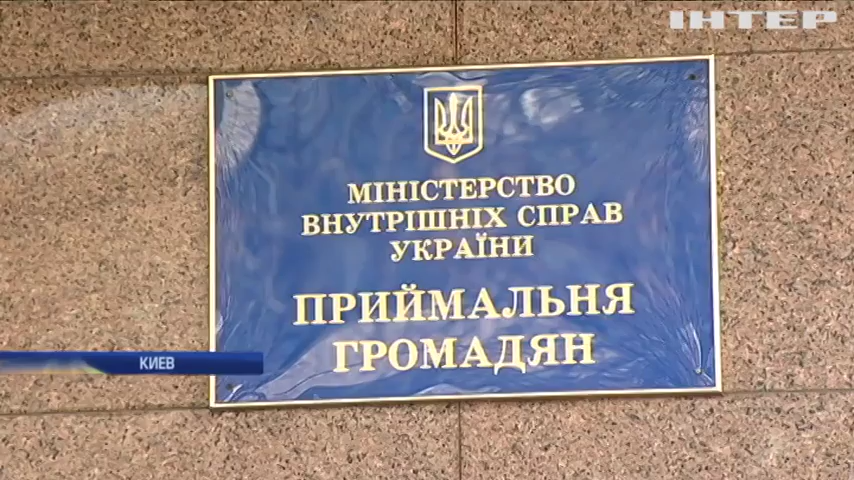 ІНТЕР
МІНІСТЕРСТВО
ВНУТРІШНІХ СПРАВ
УКРАЇНИ
ПРИЙМАЛЬНЯ
ГРОМАДЯН
КИЕВ